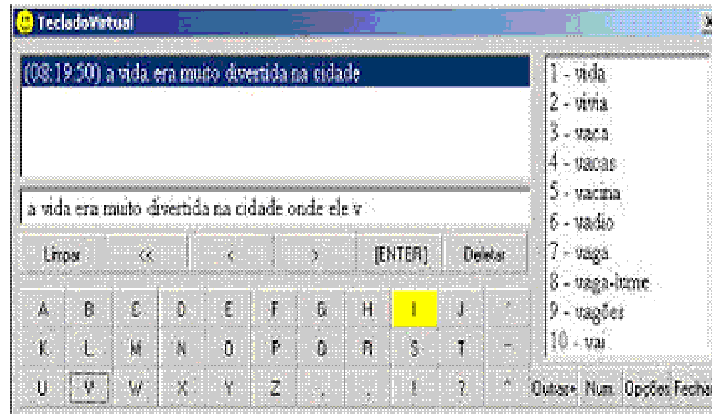 TecladoVirtual
(08:19:50) a vida era muito divertida na cidade
a vida era muito divertida na cidade onde ele v
Limpar << < > [ENTER] Deletar
A B C D E F G H I J
K L M N O P Q R S T
U V W X Y Z , . ! ?
1 - vida
2 - vivia
3 - vaca
4 - vacas
5 - vacina
6 - vadio
7 - vaga
8 - vaga-lume
9 - vagões
10 - vai
Outras+ Num Opções Fechar